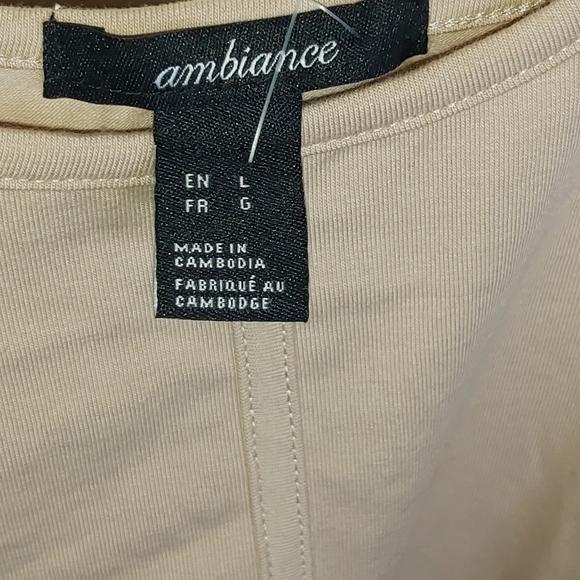 ambiance
EN L
FR G
MADE IN
CAMBODIA
FABRIQUÉ AU
CAMBODGE